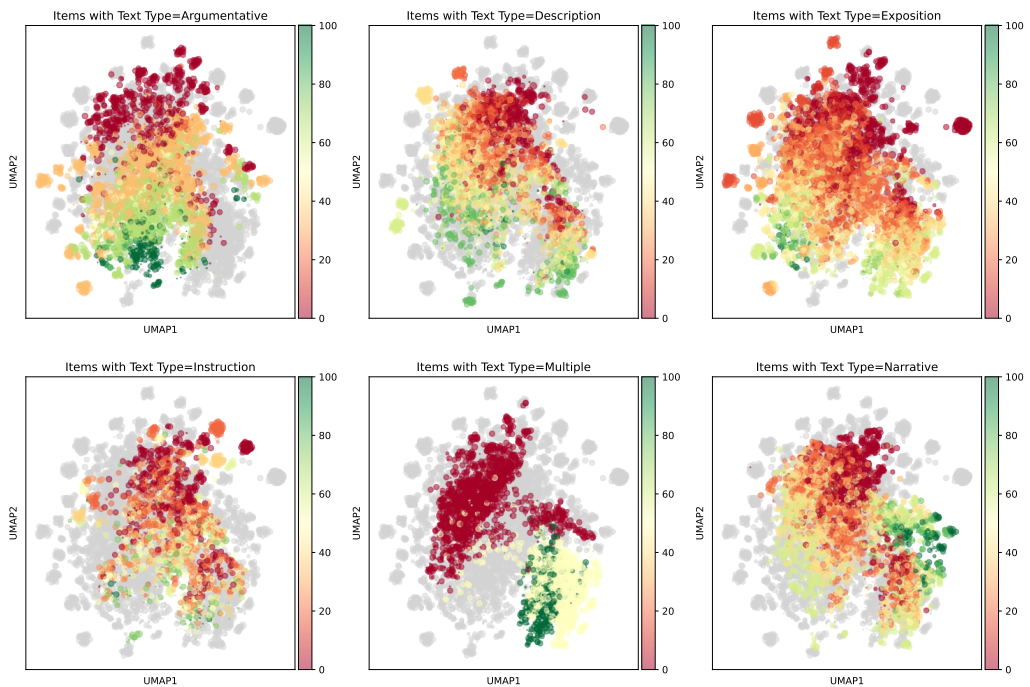 Items with Text Type=Argumentative
100
80
60
40
20
0
UMAP2
UMAP1
Items with Text Type=Description
100
80
60
40
20
0
UMAP2
UMAP1
Items with Text Type=Exposition
100
80
60
40
20
0
UMAP2
UMAP1
Items with Text Type=Instruction
100
80
60
40
20
0
UMAP2
UMAP1
Items with Text Type=Multiple
100
80
60
40
20
0
UMAP2
UMAP1
Items with Text Type=Narrative
100
80
60
40
20
0
UMAP2
UMAP1